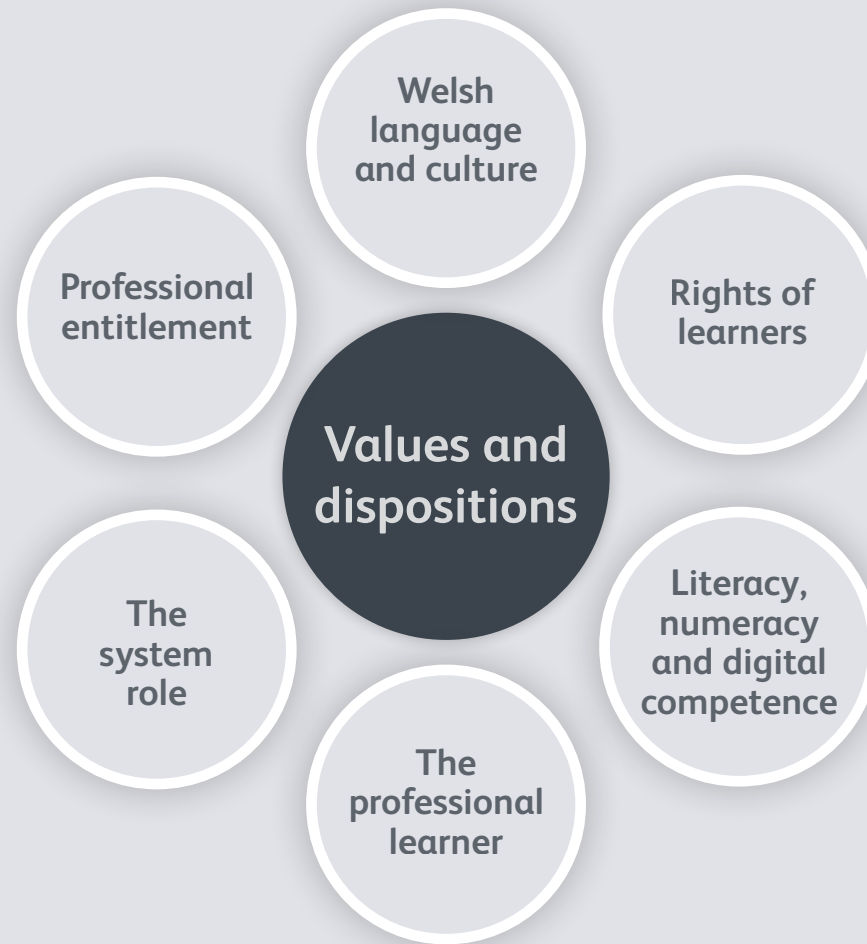 Welsh
language
and culture
Professional
entitlement
Rights of
learners
Values and
dispositions
The
system
role
Literacy,
numeracy
and digital
competence
The
professional
learner